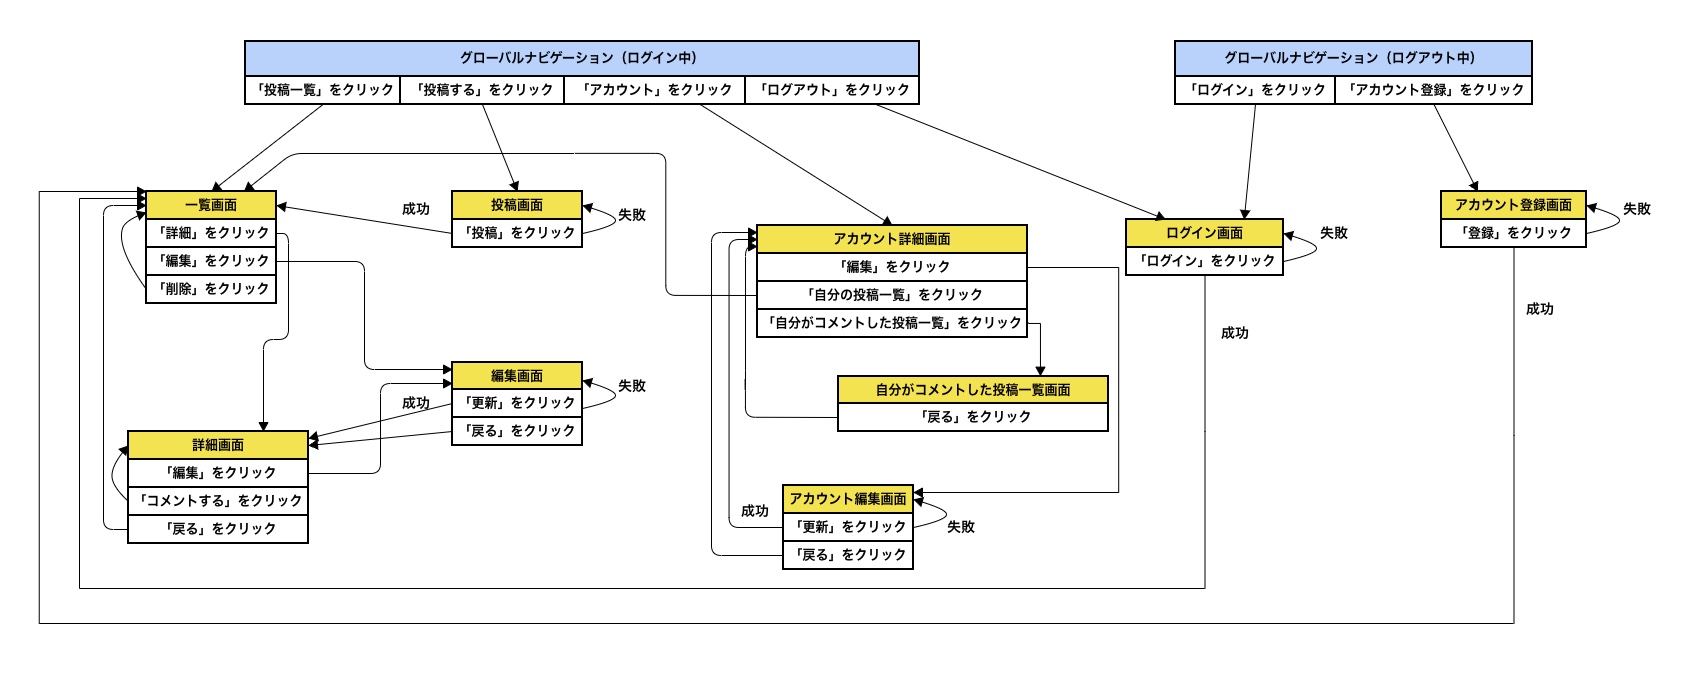 グローバルナビゲーション（ログイン中）
「投稿一覧」をクリック
「投稿する」をクリック
「アカウント」をクリック
「ログアウト」をクリック
グローバルナビゲーション（ログアウト中）
「ログイン」をクリック
「アカウント登録」をクリック
一覧画面
「詳細」をクリック
「編集」をクリック
「削除」をクリック
成功
投稿画面
「投稿」をクリック
失敗
アカウント詳細画面
「編集」をクリック
「自分の投稿一覧」をクリック
「自分がコメントした投稿一覧」をクリック
ログイン画面
「ログイン」をクリック
失敗
成功
アカウント登録画面
「登録」をクリック
失敗
成功
編集画面
「更新」をクリック
「戻る」をクリック
失敗
成功
自分がコメントした投稿一覧画面
「戻る」をクリック
詳細画面
「編集」をクリック
「コメントする」をクリック
「戻る」をクリック
アカウント編集画面
「更新」をクリック
「戻る」をクリック
成功
失敗